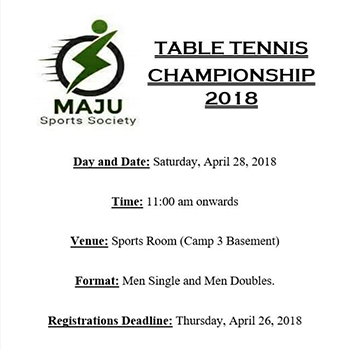 TABLE TENNIS
CHAMPIONSHIP
2018
MAJU
Sports Society
Day and Date: Saturday, April 28, 2018
Time: 11:00 am onwards
Venue: Sports Room (Camp 3 Basement)
Format: Men Single and Men Doubles.
Registrations Deadline: Thursday, April 26, 2018